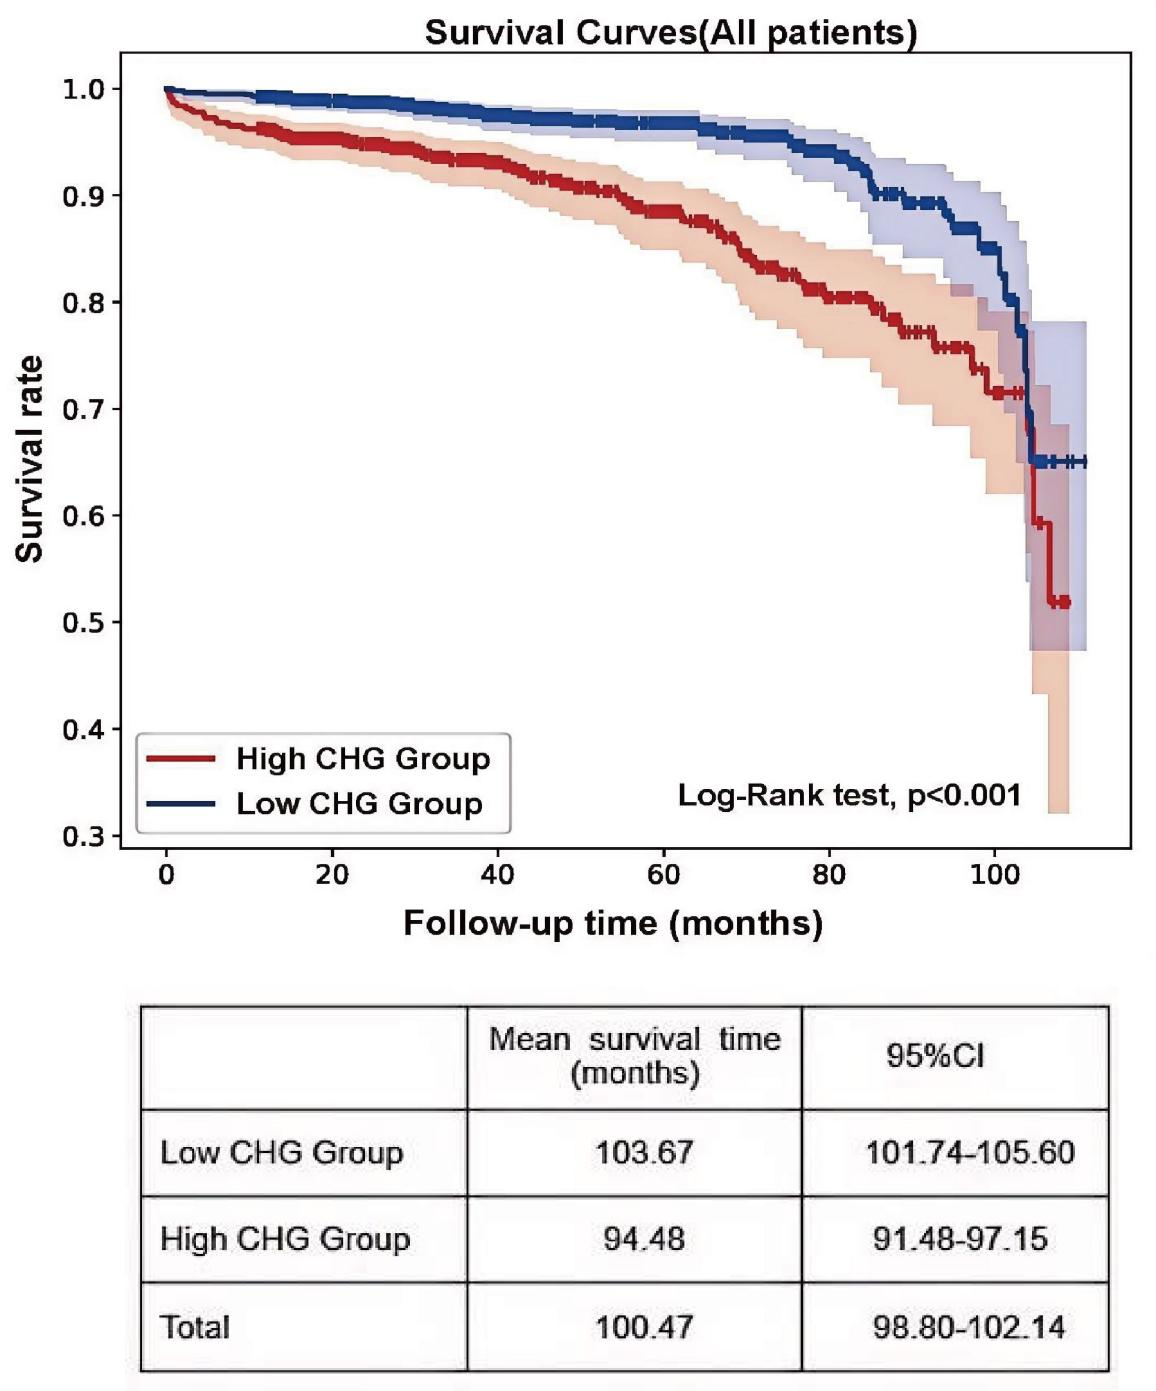 Survival Curves(All patients)
1.0
0.9
0.8
0.7
0.6
0.5
0.4
0.3
Survival rate
High CHG Group
Low CHG Group
Log-Rank test, p<0.001
0 20 40 60 80 100
Follow-up time (months)
Mean survival time
(months)
95%CI
Low CHG Group 103.67 101.74-105.60
High CHG Group 94.48 91.48-97.15
Total 100.47 98.80-102.14